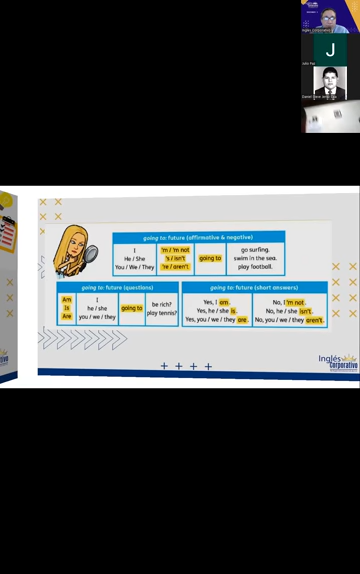 Inglés Corporativo
J
going to: future (affirmative & negative)
I 'm / 'm not
He / She 's / isn't going to
You / We / They 're / aren't.
go surfing.
swim in the sea.
play football.
going to: future (questions)
Am I
Is he / she going to be rich?
Are you / we / they play tennis?
going to: future (short answers)
Yes, I am. No, I 'm not.
Yes, he / she is. No, he / she isn't.
Yes, you / we / they are. No, you / we / they aren't.
Inglés
corporativo